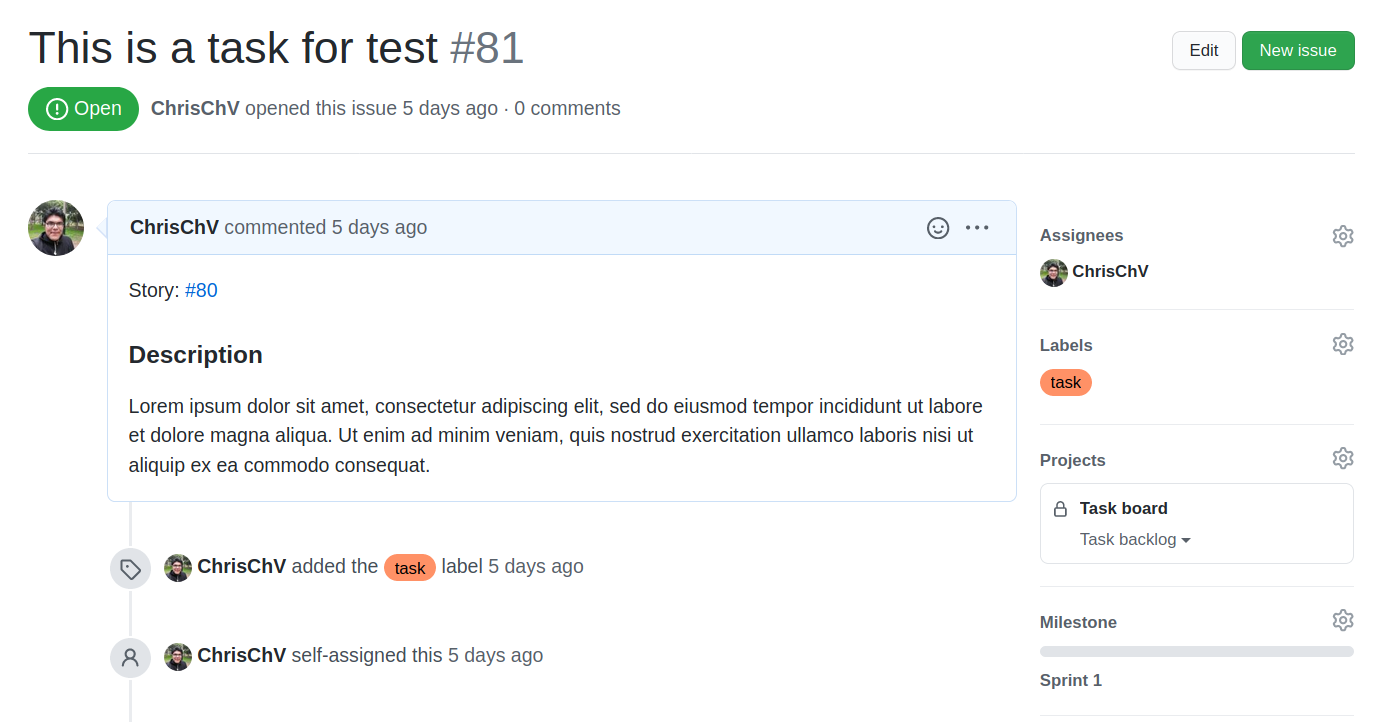 This is a task for test #81
Edit
New issue
Open
ChrisChV opened this issue 5 days ago · 0 comments
ChrisChV commented 5 days ago
Story: #80
Description
Lorem ipsum dolor sit amet, consectetur adipiscing elit, sed do eiusmod tempor incididunt ut labore
et dolore magna aliqua. Ut enim ad minim veniam, quis nostrud exercitation ullamco laboris nisi ut
aliquip ex ea commodo consequat.
ChrisChV added the task label 5 days ago
ChrisChV self-assigned this 5 days ago
Assignees
ChrisChV
Labels
task
Projects
Task board
Task backlog
Milestone
Sprint 1